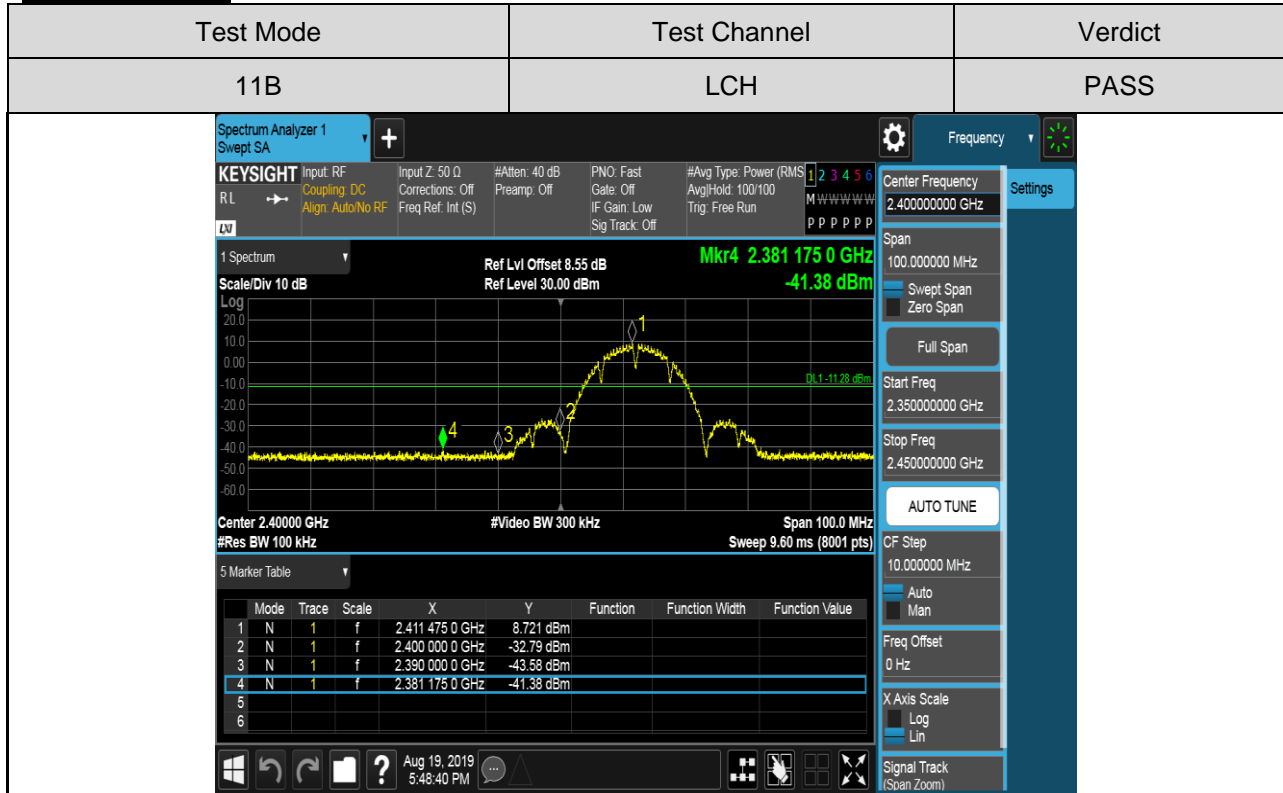 Test Mode Test Channel Verdict
11B LCH PASS
Spectrum Analyzer 1
Swept SA
Frequency
KEYSIGHT
RL
LXI
Input: RF
Coupling: DC
Align: Auto/No RF
Input Z: 50 Ω
Corrections: Off
Freq Ref: Int (S)
#Atten: 40 dB
Preamp: Off
PNO: Fast
Gate: Off
IF Gain: Low
Sig Track: Off
#Avg Type: Power (RMS
Avg|Hold: 100/100
Trig: Free Run
1 2 3 4 5 6
M W W W W W
P P P P P P
1 Spectrum
Scale/Div 10 dB
Ref Lvl Offset 8.55 dB
Ref Level 30.00 dBm
Mkr4 2.381 175 0 GHz
-41.38 dBm
Log
20.0
10.0
0.00
-10.0
-20.0
-30.0
-40.0
-50.0
-60.0
1
DL1 -11.28 dBm
2
3
4
Center 2.40000 GHz #Video BW 300 kHz Span 100.0 MHz
#Res BW 100 kHz Sweep 9.60 ms (8001 pts)
5 Marker Table
Mode Trace Scale X Y Function Function Width Function Value
1 N 1 f 2.411 475 0 GHz 8.721 dBm
2 N 1 f 2.400 000 0 GHz -32.79 dBm
3 N 1 f 2.390 000 0 GHz -43.58 dBm
4 N 1 f 2.381 175 0 GHz -41.38 dBm
5
6
?
Aug 19, 2019
5:48:40 PM
Settings
Center Frequency
2.400000000 GHz
Span
100.000000 MHz
Swept Span
Zero Span
Full Span
Start Freq
2.350000000 GHz
Stop Freq
2.450000000 GHz
AUTO TUNE
CF Step
10.000000 MHz
Auto
Man
Freq Offset
0 Hz
X Axis Scale
Log
Lin
Signal Track
(Span Zoom)